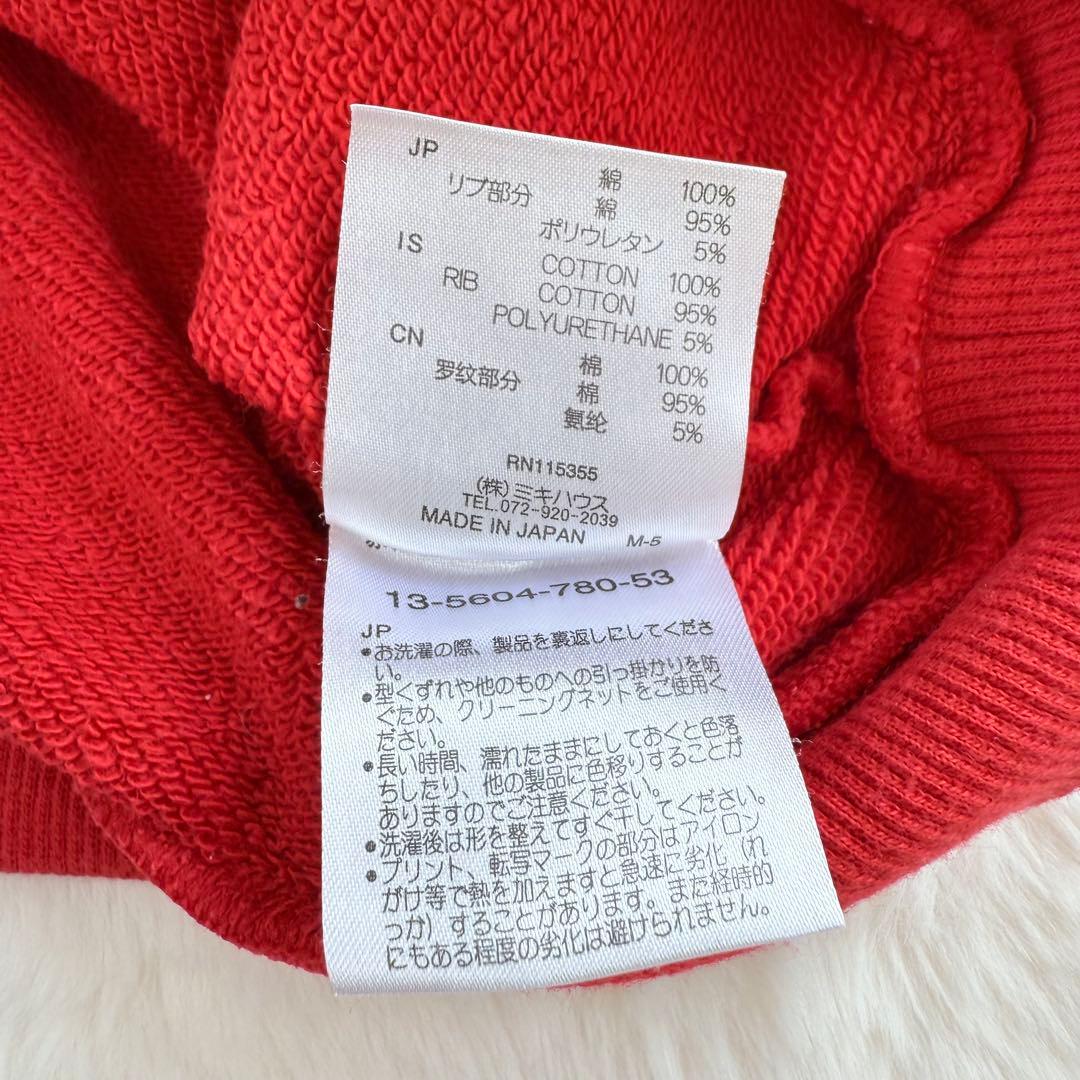 JP
綿 100%
リブ部分 綿 95%
ポリウレタン 5%
IS
COTTON 100%
RIB COTTON 95%
POLYURETHANE 5%
CN
棉 100%
罗纹部分 棉 95%
氨纶 5%
RN115355
(株)ミキハウス
TEL.072-920-2039
MADE IN JAPAN M-5
13-5604-780-53
JP
•お洗濯の際、製品を裏返しにしてくださ
い。
•型くずれや他のものへの引っ掛かりを防
ぐため、クリーニングネットをご使用く
ださい。
•長い時間、濡れたままにしておくと色落
ちしたり、他の製品に色移りすることが
ありますのでご注意ください。
•洗濯後は形を整えてすぐ干してください。
•プリント、転写マークの部分はアイロン
がけ等で熱を加えますと急速に劣化（れ
っか）することがあります。また経時的
にもある程度の劣化は避けられません。